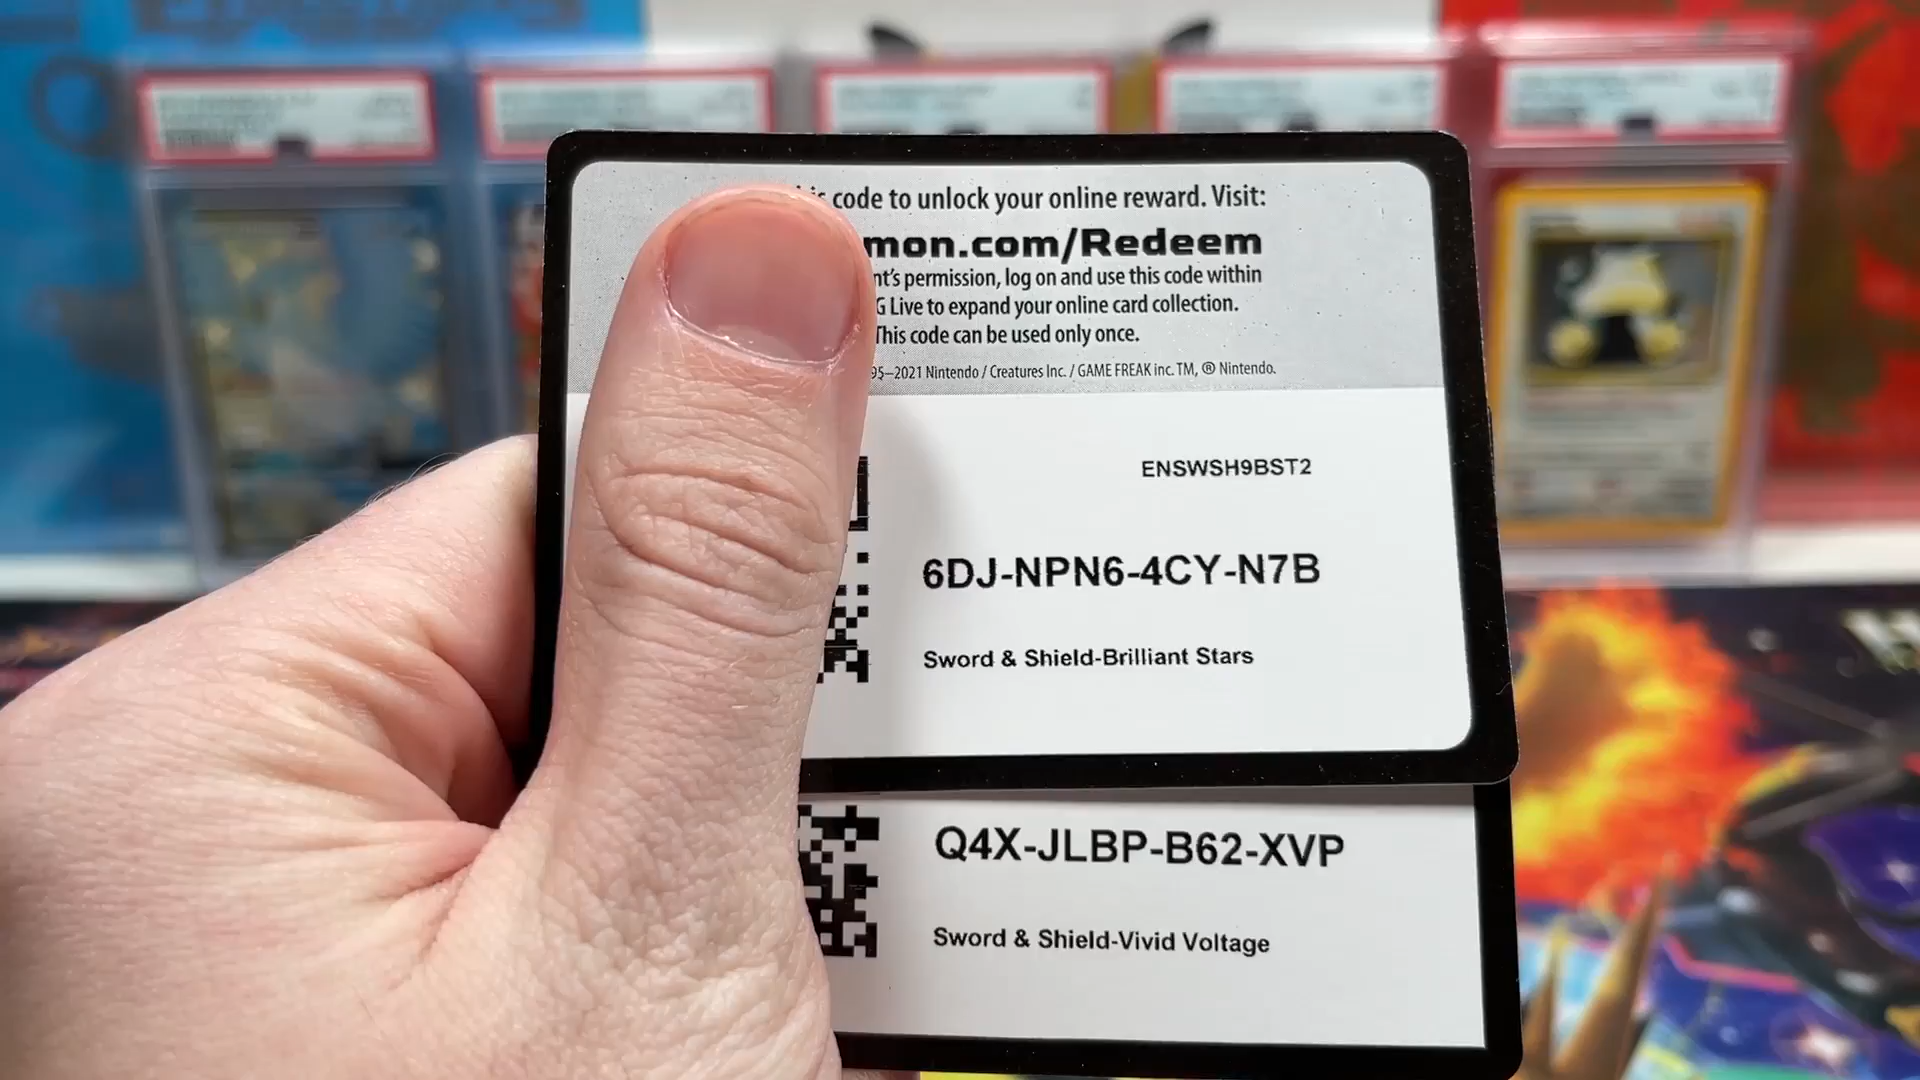 code to unlock your online reward. Visit:
mon.com/Redeem
nt's permission, log on and use this code within
G Live to expand your online card collection.
This code can be used only once.
95–2021 Nintendo / Creatures Inc. / GAME FREAK inc. TM, ® Nintendo.
ENSWSH9BST2
6DJ-NPN6-4CY-N7B
Sword & Shield-Brilliant Stars
Q4X-JLBP-B62-XVP
Sword & Shield-Vivid Voltage